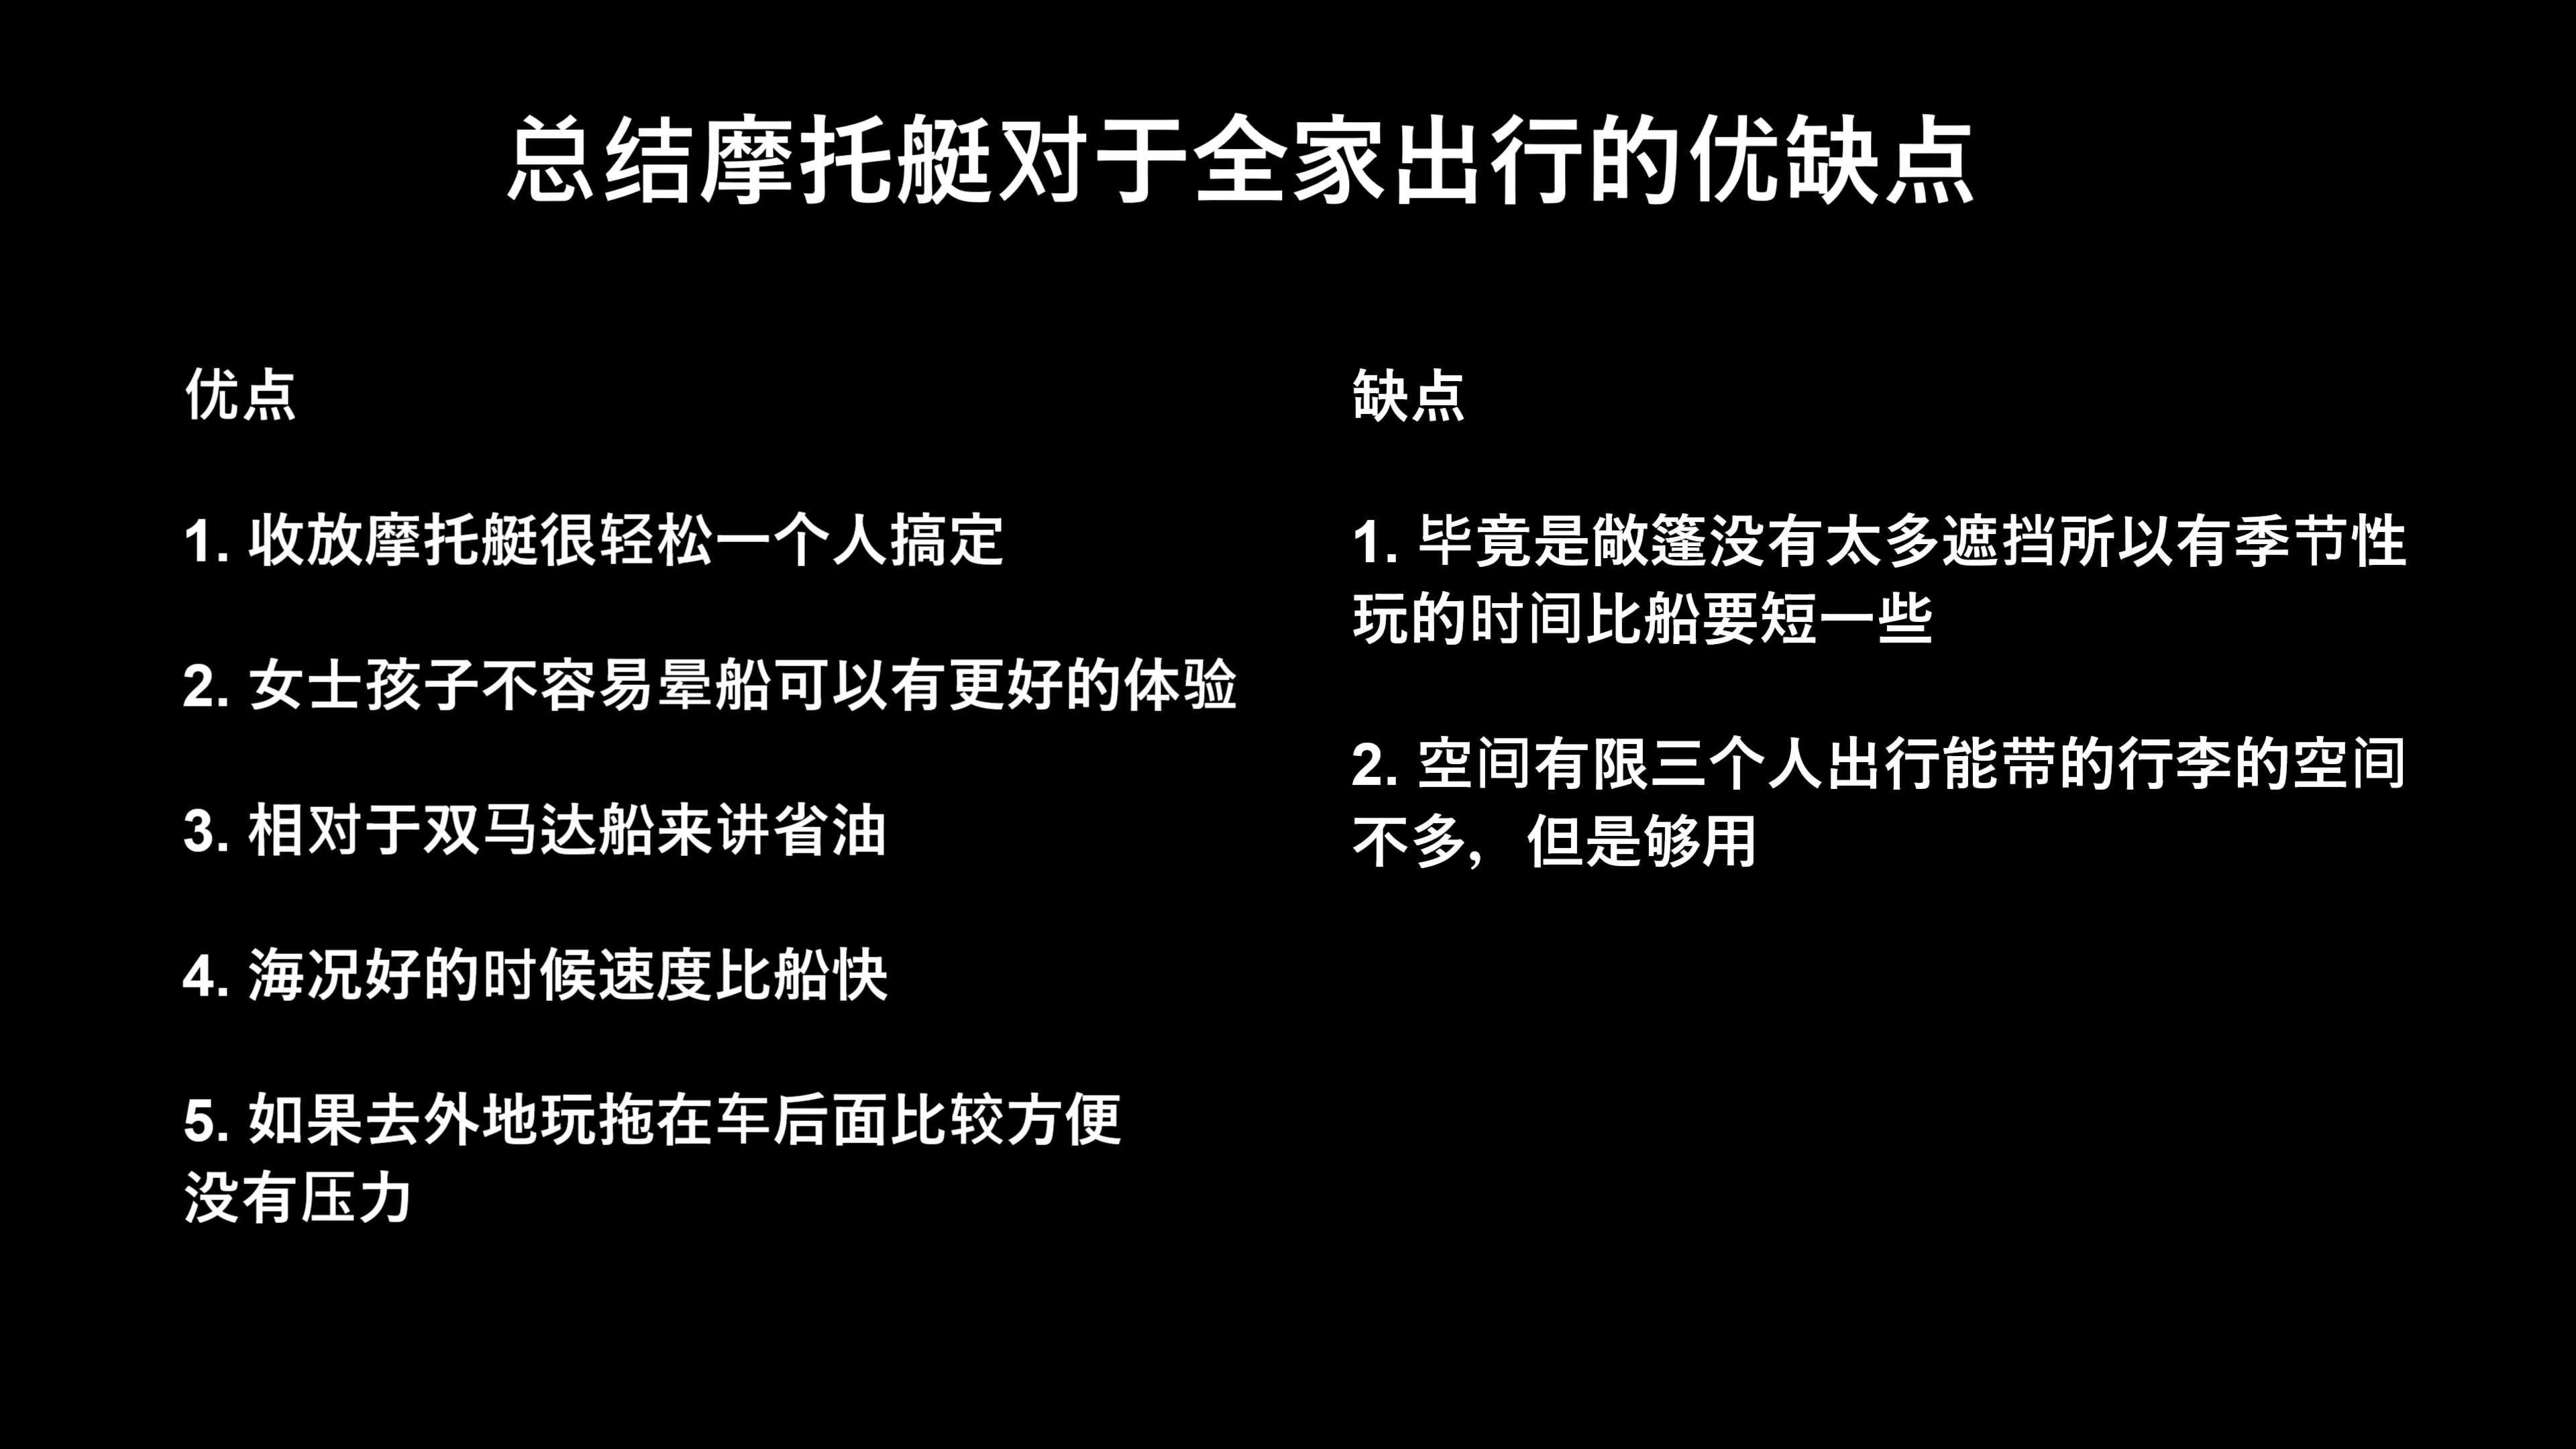 总结摩托艇对于全家出行的优缺点
优点
1. 收放摩托艇很轻松一个人搞定
2. 女士孩子不容易晕船可以有更好的体验
3. 相对于双马达船来讲省油
4. 海况好的时候速度比船快
5. 如果去外地玩拖在车后面比较方便
没有压力
缺点
1. 毕竟是敞篷没有太多遮挡所以有季节性
玩的时间比船要短一些
2. 空间有限三个人出行能带的行李的空间
不多，但是够用